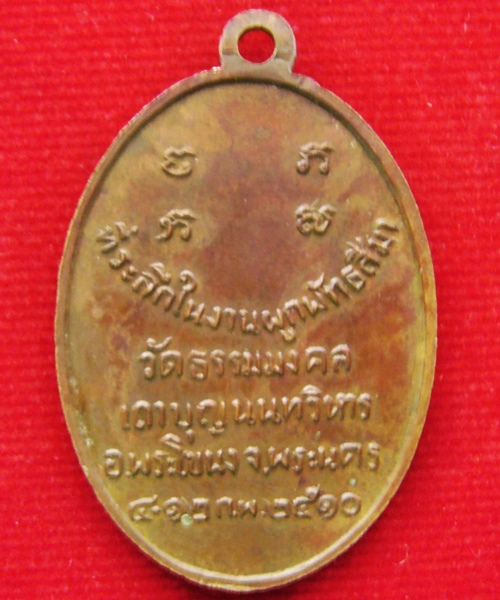 ที่ระลึกในงานผูกพัทธสีมา
วัดธรรมมงคล
เถาบุญนนทวิหาร
อ.พระโขนง จ.พระนคร
๔-๑๒ ก.พ. ๒๕๑๐